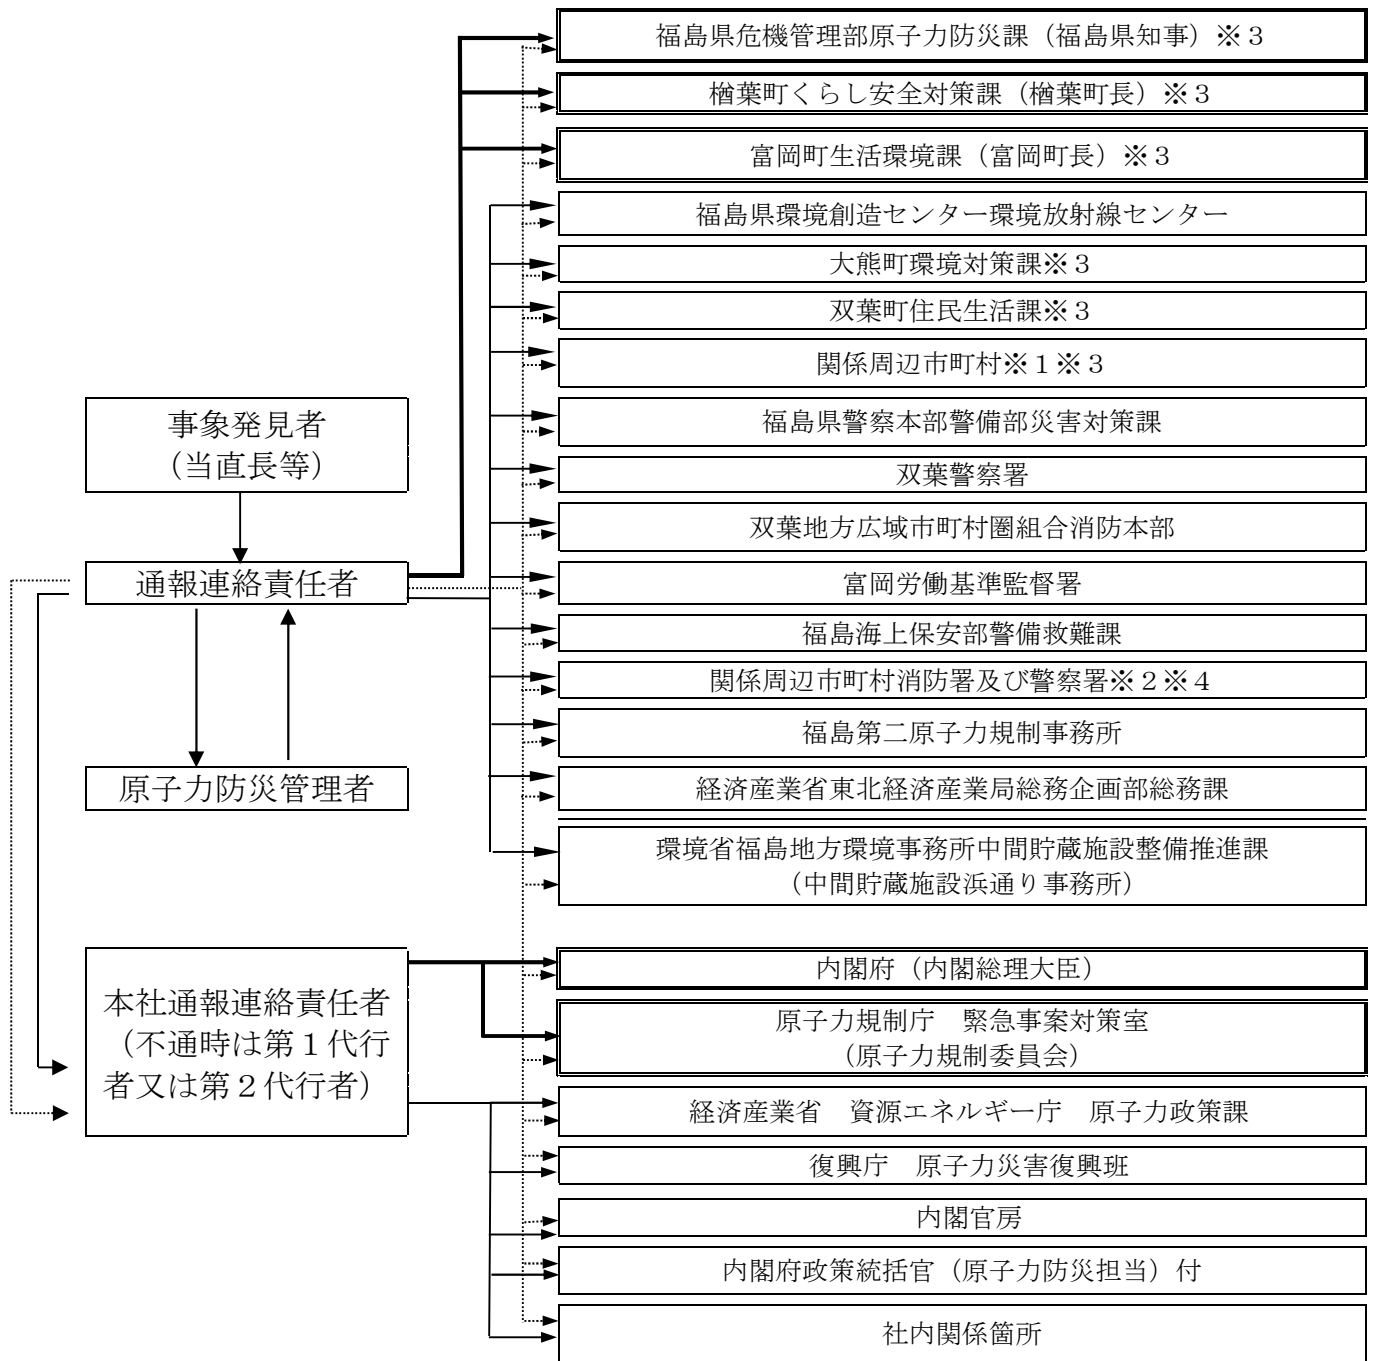 福島県危機管理部原子力防災課（福島県知事）※３
楢葉町くらし安全対策課（楢葉町長）※３
富岡町生活環境課（富岡町長）※３
福島県環境創造センター環境放射線センター
大熊町環境対策課※３
双葉町住民生活課※３
関係周辺市町村※１※３
福島県警察本部警備部災害対策課
双葉警察署
双葉地方広域市町村圏組合消防本部
富岡労働基準監督署
福島海上保安部警備救難課
関係周辺市町村消防署及び警察署※２※４
福島第二原子力規制事務所
経済産業省東北経済産業局総務企画部総務課
環境省福島地方環境事務所中間貯蔵施設整備推進課
（中間貯蔵施設浜通り事務所）
事象発見者
（当直長等）
通報連絡責任者
原子力防災管理者
本社通報連絡責任者
（不通時は第１代行
者又は第２代行者）
内閣府（内閣総理大臣）
原子力規制庁　緊急事案対策室
（原子力規制委員会）
経済産業省　資源エネルギー庁　原子力政策課
復興庁　原子力災害復興班
内閣官房
内閣府政策統括官（原子力防災担当）付
社内関係箇所